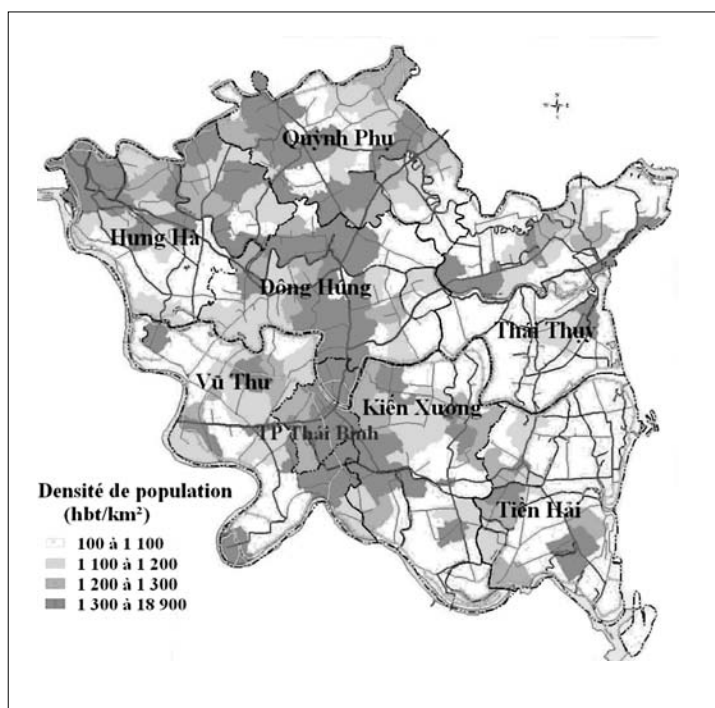 Quỳnh Phụ
Hưng Hà
Đông Hưng
Thái Thụy
Vũ Thư
Kiến Xương
TP Thái Bình
Tiền Hải
Densité de population
(hbt/km²)
100 à 1 100
1 100 à 1 200
1 200 à 1 300
1 300 à 18 900